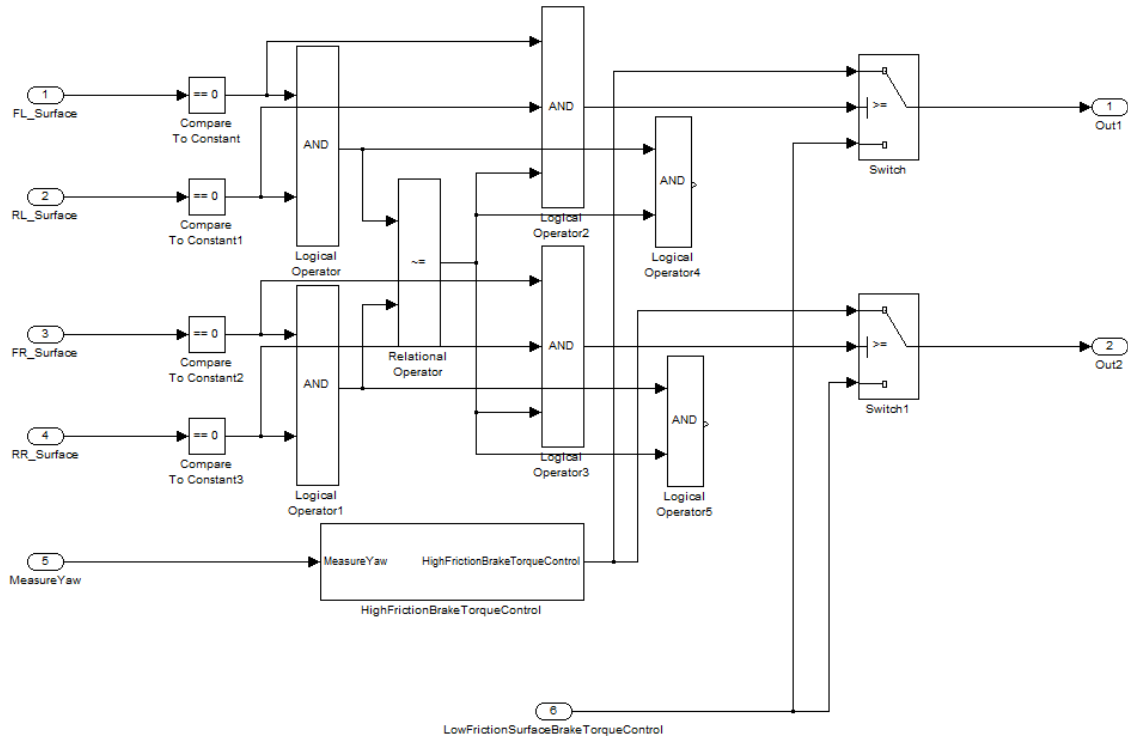 1
FL_Surface
== 0
Compare
To Constant
AND
Logical
Operator
AND
Logical
Operator2
AND
Logical
Operator4
>=
Switch
1
Out1
2
RL_Surface
== 0
Compare
To Constant1
~=
Relational
Operator
3
FR_Surface
== 0
Compare
To Constant2
AND
Logical
Operator1
AND
Logical
Operator3
AND
Logical
Operator5
>=
Switch1
2
Out2
4
RR_Surface
== 0
Compare
To Constant3
5
MeasureYaw
MeasureYaw
HighFrictionBrakeTorqueControl
HighFrictionBrakeTorqueControl
6
LowFrictionSurfaceBrakeTorqueControl